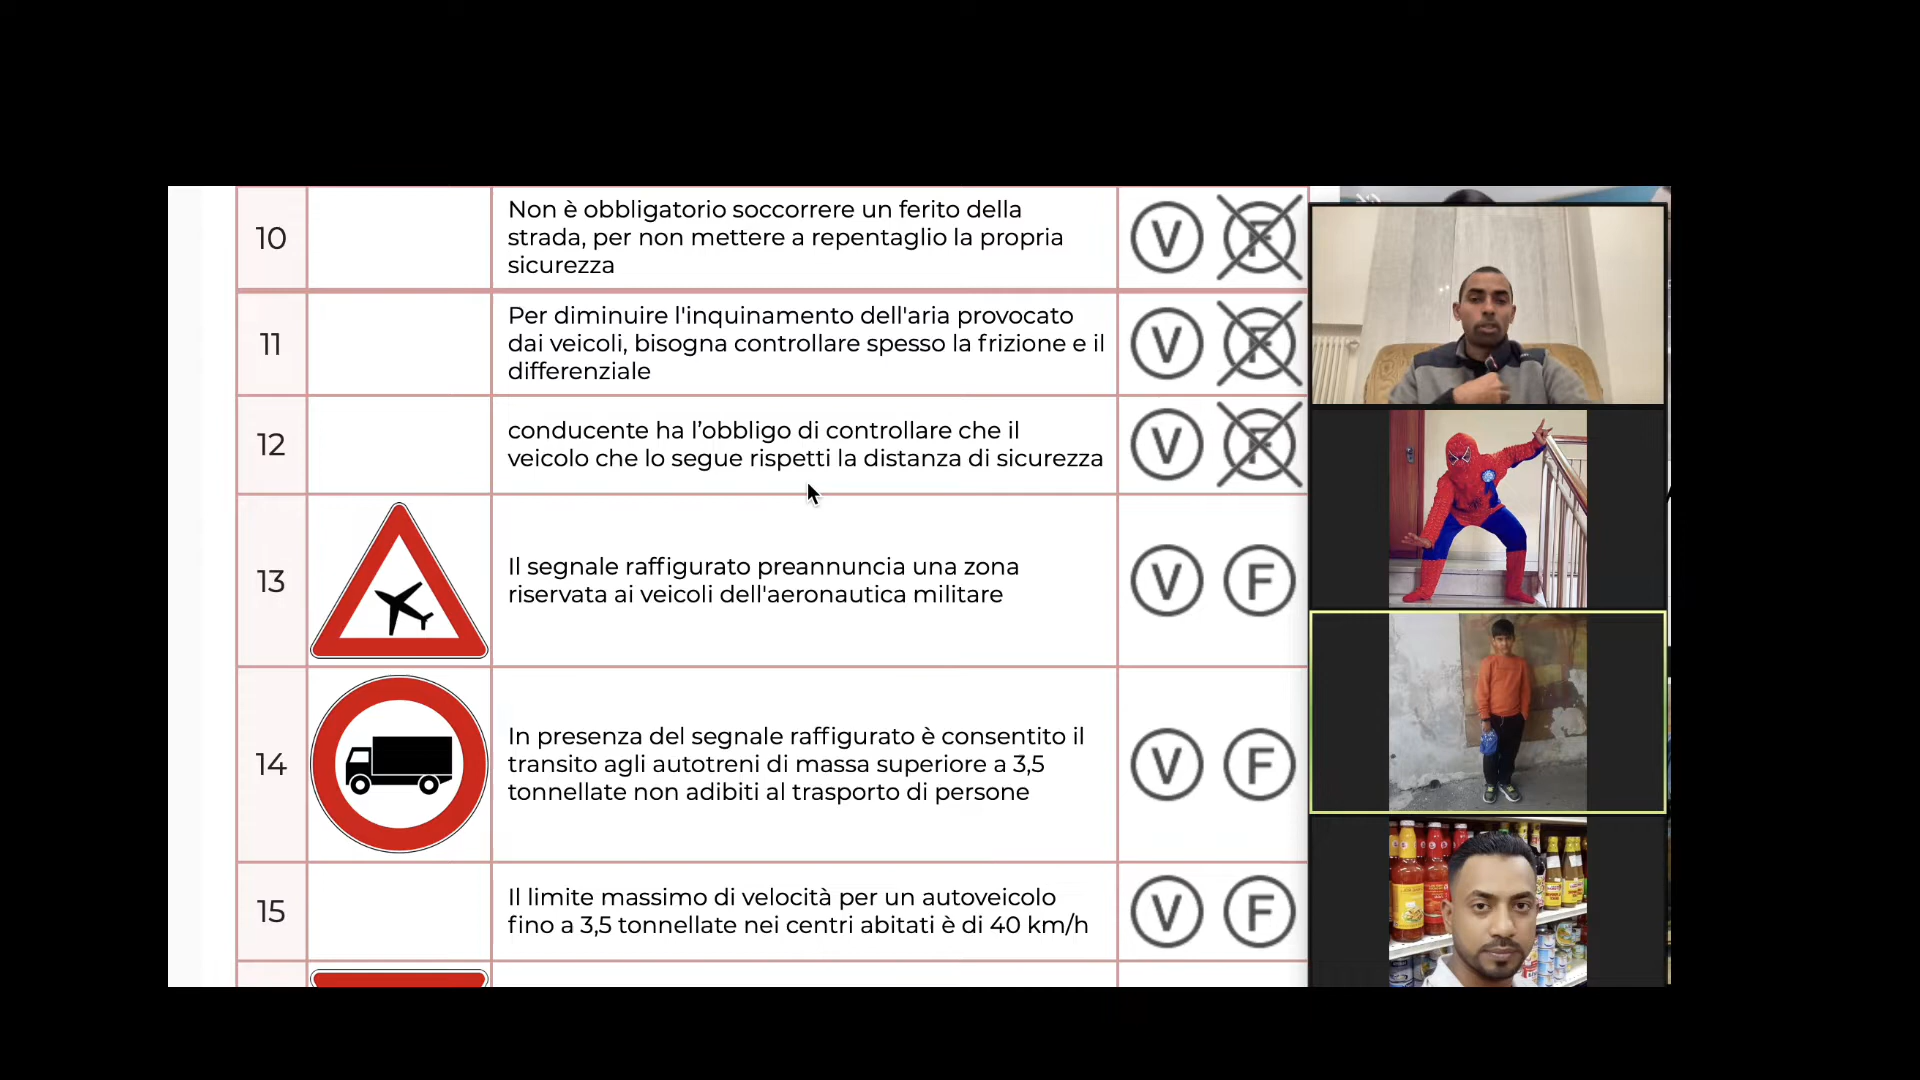 10
Non è obbligatorio soccorrere un ferito della
strada, per non mettere a repentaglio la propria
sicurezza
V F
11
Per diminuire l'inquinamento dell'aria provocato
dai veicoli, bisogna controllare spesso la frizione e il
differenziale
V F
12
conducente ha l’obbligo di controllare che il
veicolo che lo segue rispetti la distanza di sicurezza
V F
13
Il segnale raffigurato preannuncia una zona
riservata ai veicoli dell'aeronautica militare
V F
14
In presenza del segnale raffigurato è consentito il
transito agli autotreni di massa superiore a 3,5
tonnellate non adibiti al trasporto di persone
V F
15
Il limite massimo di velocità per un autoveicolo
fino a 3,5 tonnellate nei centri abitati è di 40 km/h
V F